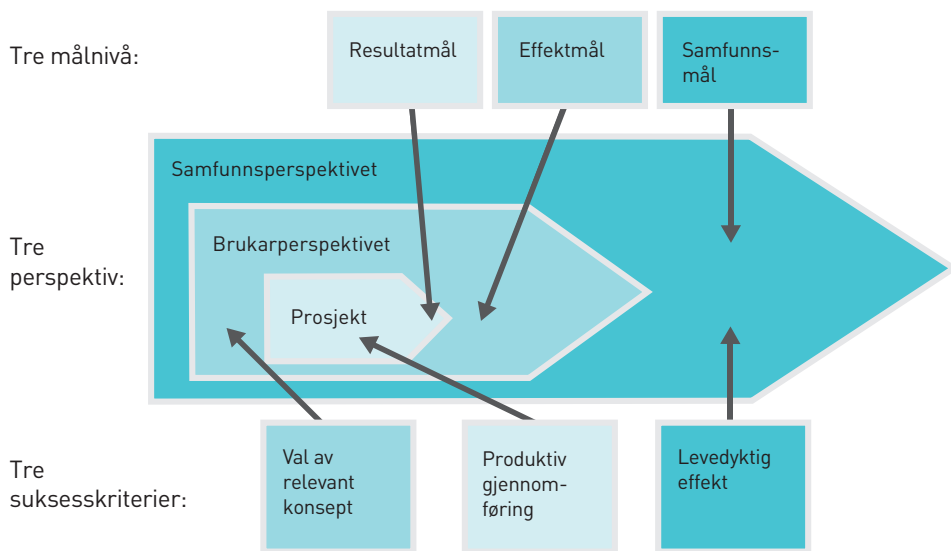 Tre målnivå:
Resultatmål
Effektmål
Samfunns-
mål
Samfunnsperspektivet
Tre
perspektiv:
Brukarperspektivet
Prosjekt
Tre
suksesskriterier:
Val av
relevant
konsept
Produktiv
gjennom-
føring
Levedyktig
effekt